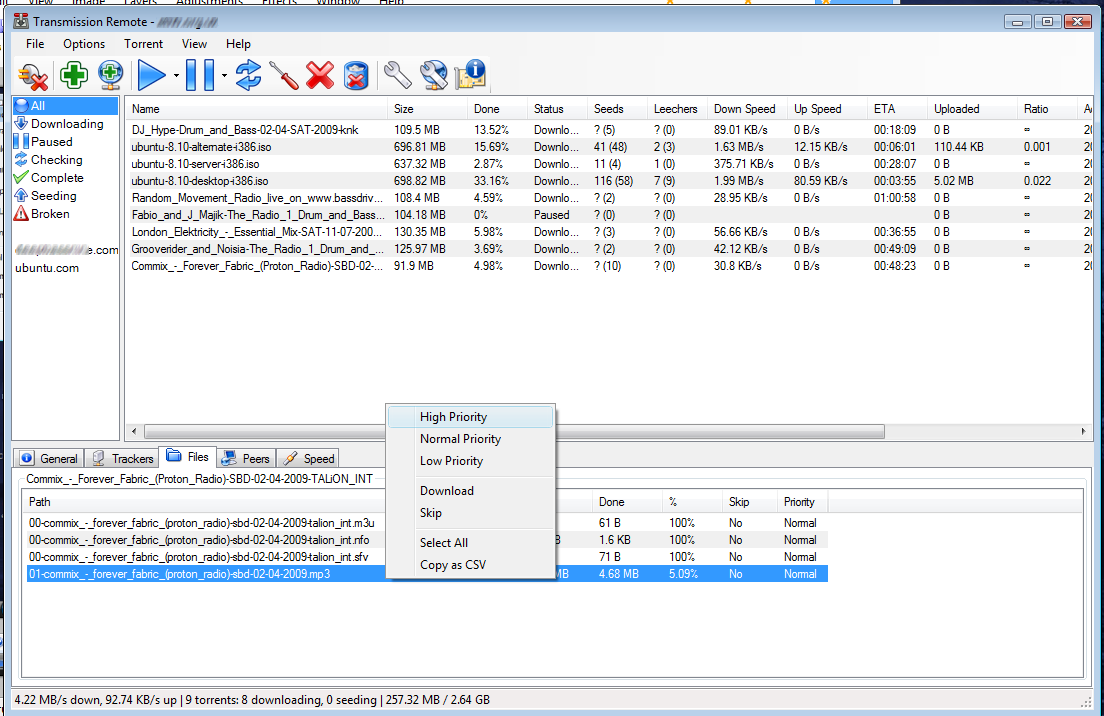 View Image Layers Adjustments Effects Window Help
Transmission Remote -
File Options Torrent View Help
All
Downloading
Paused
Checking
Complete
Seeding
Broken
e.com
ubuntu.com
Name Size Done Status Seeds Leechers Down Speed Up Speed ETA Uploaded Ratio
DJ_Hype-Drum_and_Bass-02-04-SAT-2009-knk 109.5 MB 13.52% Downlo... ? (5) ? (0) 89.01 KB/s 0 B/s 00:18:09 0 B ∞ 20
ubuntu-8.10-alternate-i386.iso 696.81 MB 15.69% Downlo... 41 (48) 2 (3) 1.63 MB/s 12.15 KB/s 00:06:01 110.44 KB 0.001 20
ubuntu-8.10-server-i386.iso 637.32 MB 2.87% Downlo... 11 (4) 1 (0) 375.71 KB/s 0 B/s 00:28:07 0 B ∞ 20
ubuntu-8.10-desktop-i386.iso 698.82 MB 33.16% Downlo... 116 (58) 7 (9) 1.99 MB/s 80.59 KB/s 00:03:55 5.02 MB 0.022 20
Random_Movement_Radio_live_on_www.bassdriv... 108.4 MB 4.59% Downlo... ? (2) ? (0) 28.95 KB/s 0 B/s 01:00:58 0 B ∞ 20
Fabio_and_J_Majik-The_Radio_1_Drum_and_Bass... 104.18 MB 0% Paused ? (0) ? (0) 0 B ∞ 20
London_Elektricity_-_Essential_Mix-SAT-11-07-200... 130.35 MB 5.98% Downlo... ? (3) ? (0) 56.66 KB/s 0 B/s 00:36:55 0 B ∞ 20
Grooverider_and_Noisia-The_Radio_1_Drum_and_... 125.97 MB 3.69% Downlo... ? (2) ? (0) 42.12 KB/s 0 B/s 00:49:09 0 B ∞ 20
Commix_-_Forever_Fabric_(Proton_Radio)-SBD-02-... 91.9 MB 4.98% Downlo... ? (10) ? (0) 30.8 KB/s 0 B/s 00:48:23 0 B ∞ 20
High Priority
Normal Priority
Low Priority
Download
Skip
Select All
Copy as CSV
General Trackers Files Peers Speed
Commix_-_Forever_Fabric_(Proton_Radio)-SBD-02-04-2009-TALiON_INT
Path Done % Skip Priority
00-commix_-_forever_fabric_(proton_radio)-sbd-02-04-2009-talion_int.m3u 61 B 100% No Normal
00-commix_-_forever_fabric_(proton_radio)-sbd-02-04-2009-talion_int.nfo B 1.6 KB 100% No Normal
00-commix_-_forever_fabric_(proton_radio)-sbd-02-04-2009-talion_int.sfv 71 B 100% No Normal
01-commix_-_forever_fabric_(proton_radio)-sbd-02-04-2009.mp3 MB 4.68 MB 5.09% No Normal
4.22 MB/s down, 92.74 KB/s up | 9 torrents: 8 downloading, 0 seeding | 257.32 MB / 2.64 GB